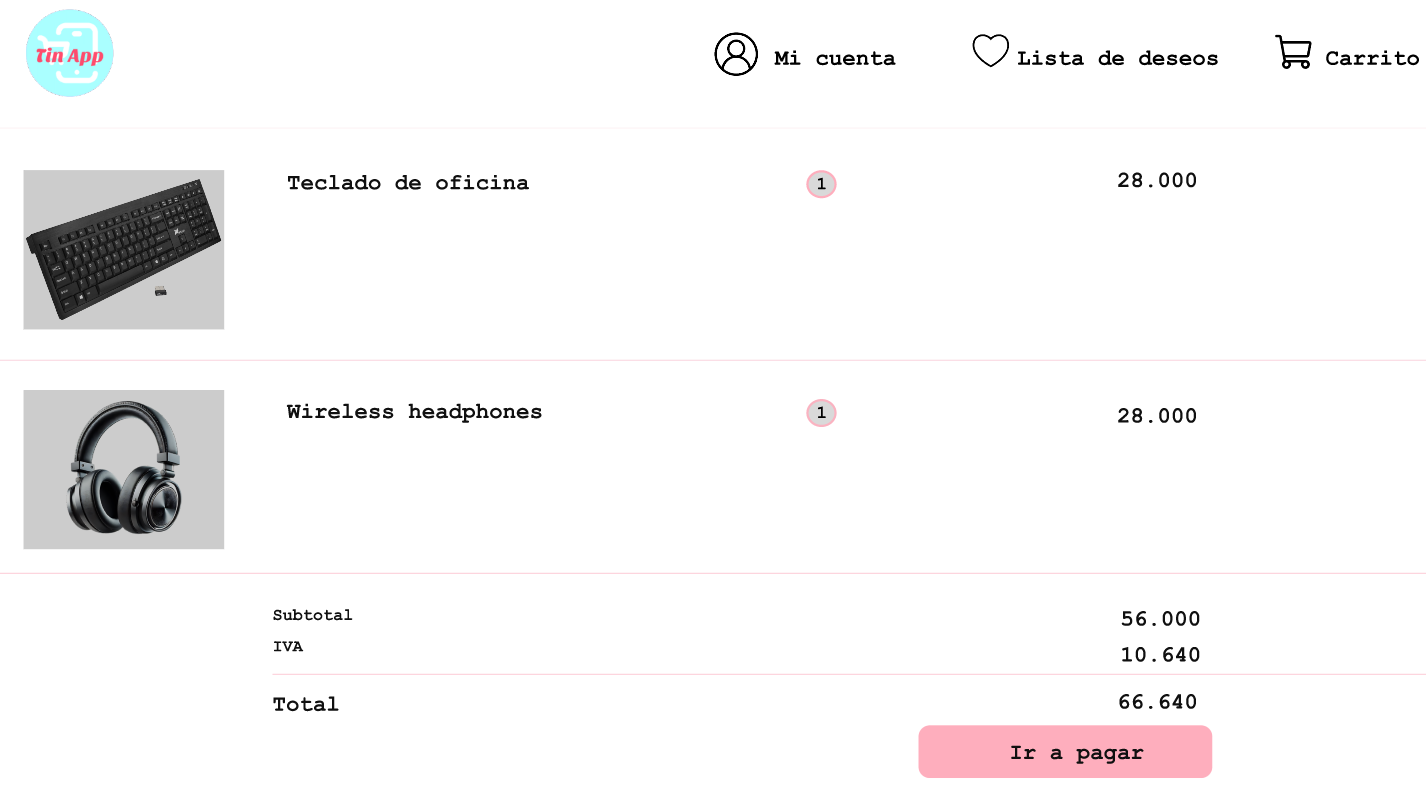 Tin App
Mi cuenta
Lista de deseos
Carrito
Teclado de oficina
1
28.000
Wireless headphones
1
28.000
Subtotal
56.000
IVA
10.640
Total
66.640
Ir a pagar